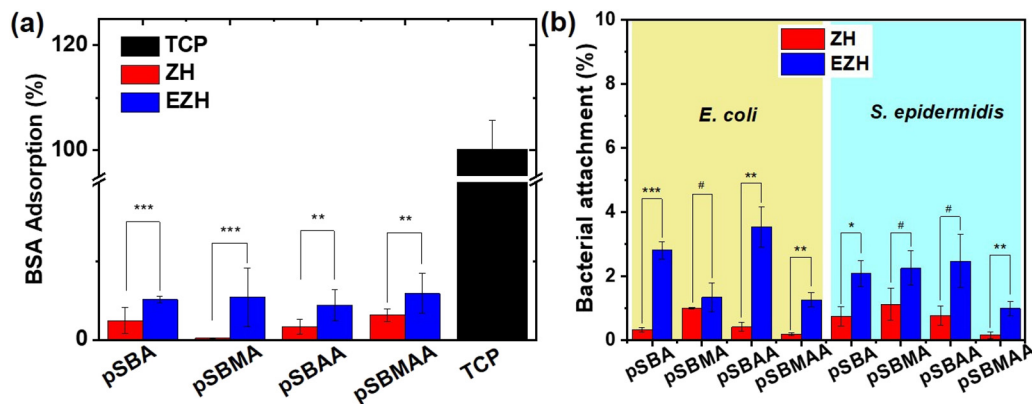 (a)
120
100
0
BSA Adsorption (%)
TCP
ZH
EZH
***
***
**
**
pSBA
pSBMA
pSBAA
pSBMAA
TCP
(b)
10
8
6
4
2
0
Bacterial attachment (%)
ZH
EZH
E. coli
S. epidermidis
***
#
**
**
*
#
#
**
pSBA
pSBMA
pSBAA
pSBMAA
pSBA
pSBMA
pSBAA
pSBMAA